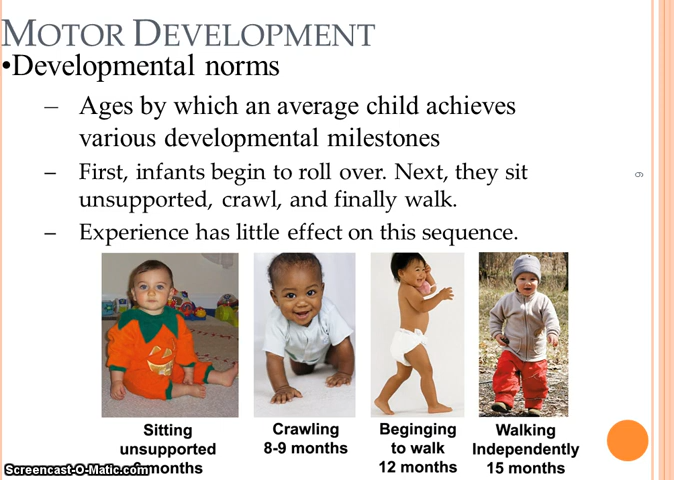 MOTOR DEVELOPMENT
•Developmental norms
– Ages by which an average child achieves
various developmental milestones
– First, infants begin to roll over. Next, they sit
unsupported, crawl, and finally walk.
– Experience has little effect on this sequence.
9
Sitting
unsupported
months
Crawling
8-9 months
Beginging
to walk
12 months
Walking
Independently
15 months
Screencast-O-Matic.com